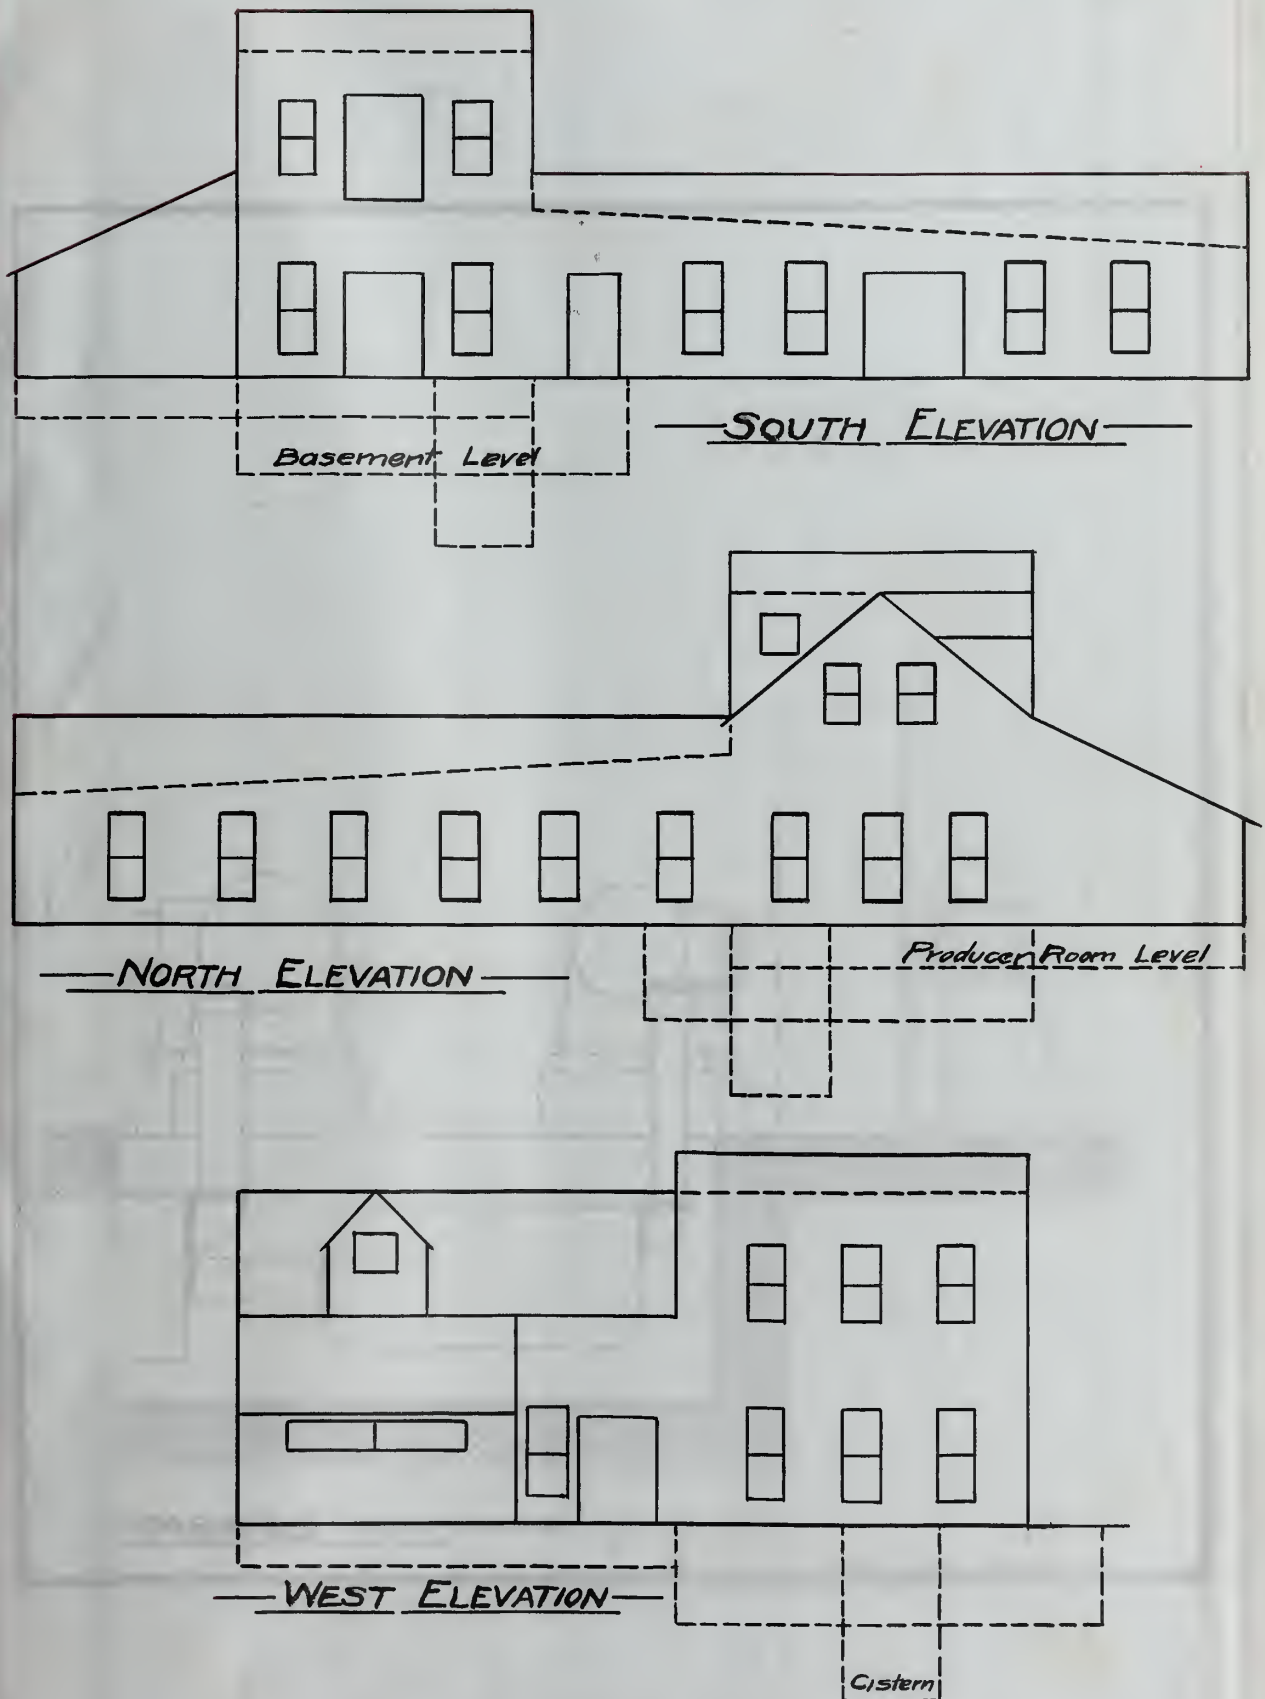 SOUTH ELEVATION
Basement Level
Producer Room Level
NORTH ELEVATION
WEST ELEVATION
Cistern